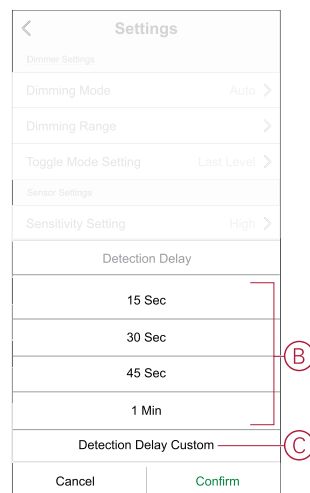 Settings
Dimmer Settings
Dimming Mode Auto
Dimming Range
Toggle Mode Setting Last Level
Sensor Settings
Sensitivity Setting High
Detection Delay
15 Sec
30 Sec
45 Sec
1 Min
B
Detection Delay Custom C
Cancel Confirm